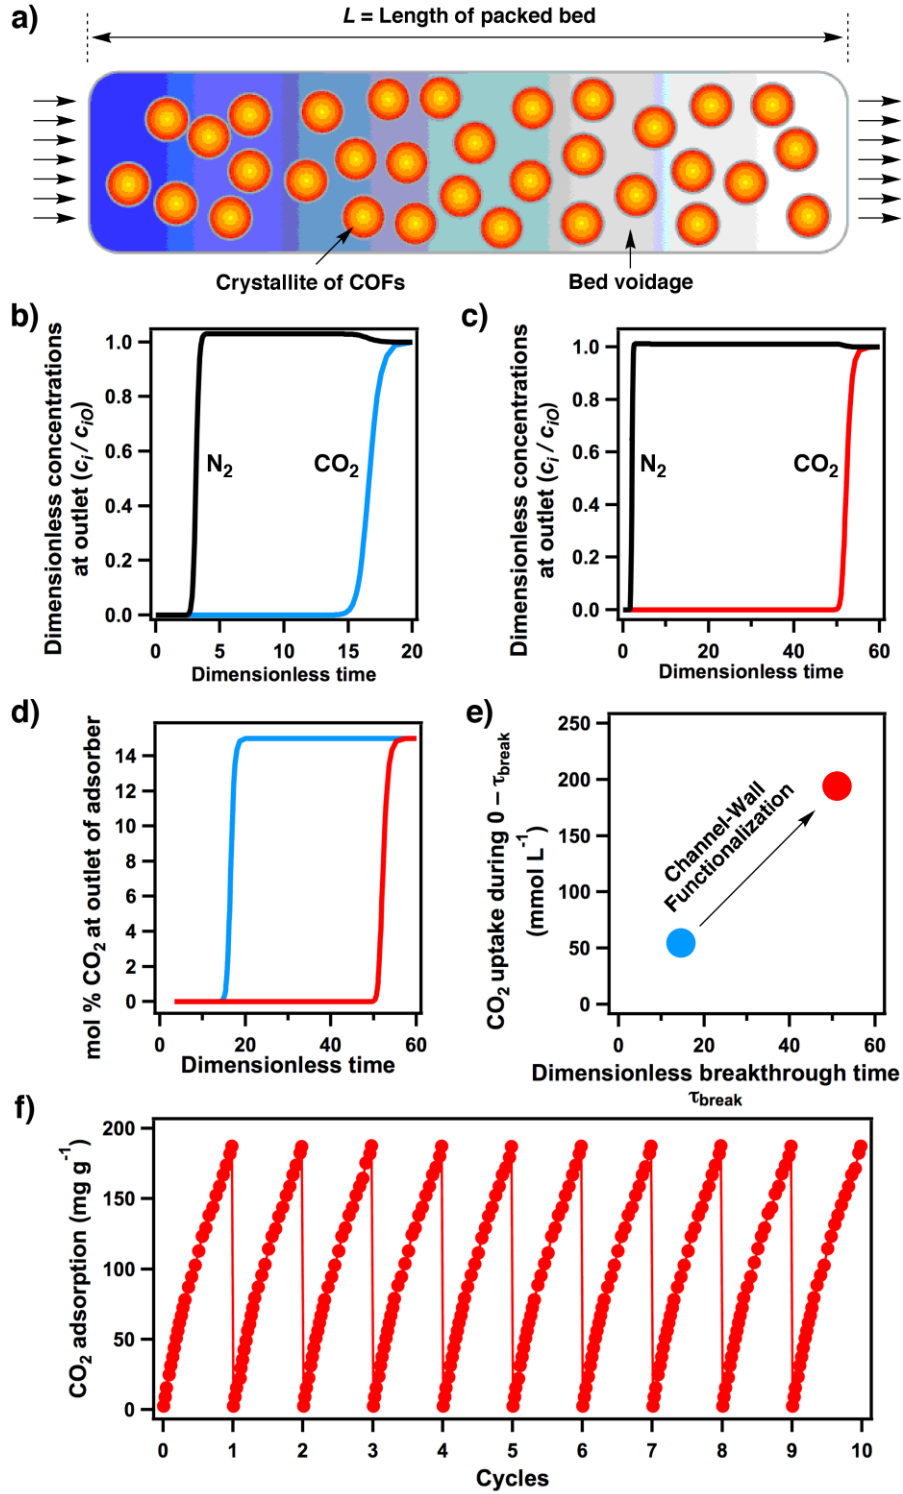 a)
L = Length of packed bed
Crystallite of COFs
Bed voidage
b)
Dimensionless concentrations
at outlet (ci / ciO)
1.0
0.8
0.6
0.4
0.2
0.0
N2
CO2
0 5 10 15 20
Dimensionless time
c)
Dimensionless concentrations
at outlet (ci / ciO)
1.0
0.8
0.6
0.4
0.2
0.0
N2
CO2
0 20 40 60
Dimensionless time
d)
mol % CO2 at outlet of adsorber
14
12
10
8
6
4
2
0
0 20 40 60
Dimensionless time
e)
CO2 uptake during 0 – τbreak
(mmol L-1)
250
200
150
100
50
0
Channel-Wall
Functionalization
0 20 40 60
Dimensionless breakthrough time
τbreak
f)
CO2 adsorption (mg g-1)
200
150
100
50
0
0 1 2 3 4 5 6 7 8 9 10
Cycles